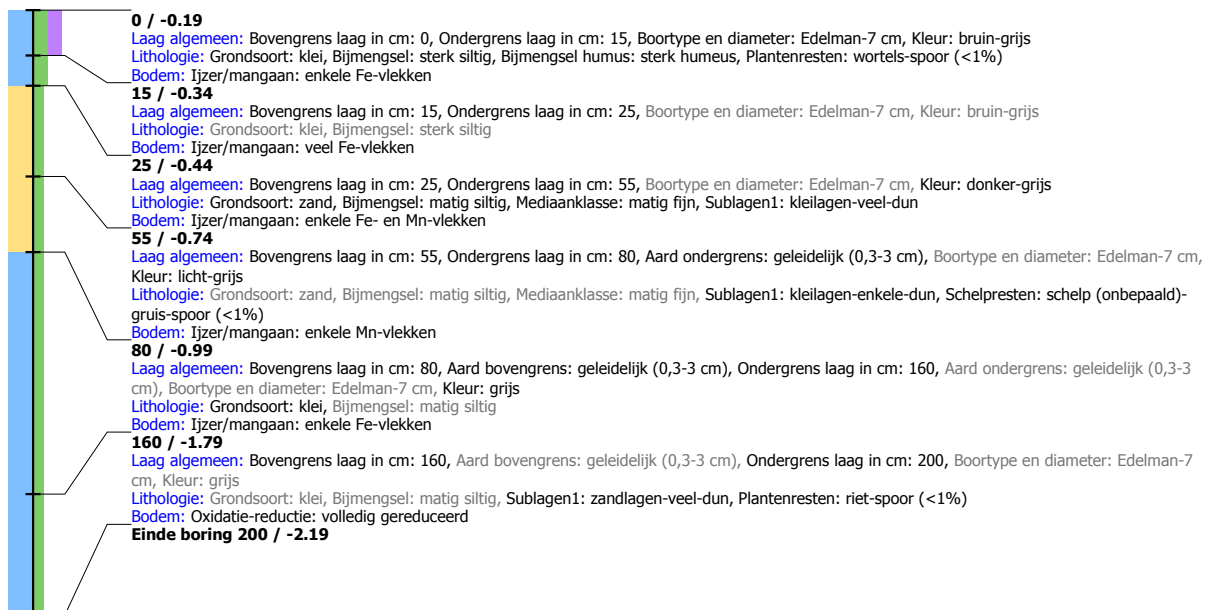 0 / -0.19
Laag algemeen: Bovengrens laag in cm: 0, Ondergrens laag in cm: 15, Boortype en diameter: Edelman-7 cm, Kleur: bruin-grijs
Lithologie: Grondsoort: klei, Bijmengsel: sterk siltig, Bijmengsel humus: sterk humeus, Plantenresten: wortels-spoor (<1%)
Bodem: Ijzer/mangaan: enkele Fe-vlekken
15 / -0.34
Laag algemeen: Bovengrens laag in cm: 15, Ondergrens laag in cm: 25, Boortype en diameter: Edelman-7 cm, Kleur: bruin-grijs
Lithologie: Grondsoort: klei, Bijmengsel: sterk siltig
Bodem: Ijzer/mangaan: veel Fe-vlekken
25 / -0.44
Laag algemeen: Bovengrens laag in cm: 25, Ondergrens laag in cm: 55, Boortype en diameter: Edelman-7 cm, Kleur: donker-grijs
Lithologie: Grondsoort: zand, Bijmengsel: matig siltig, Mediaanklasse: matig fijn, Sublagen1: kleilagen-veel-dun
Bodem: Ijzer/mangaan: enkele Fe- en Mn-vlekken
55 / -0.74
Laag algemeen: Bovengrens laag in cm: 55, Ondergrens laag in cm: 80, Aard ondergrens: geleidelijk (0,3-3 cm), Boortype en diameter: Edelman-7 cm,
Kleur: licht-grijs
Lithologie: Grondsoort: zand, Bijmengsel: matig siltig, Mediaanklasse: matig fijn, Sublagen1: kleilagen-enkele-dun, Schelpresten: schelp (onbepaald)-
gruis-spoor (<1%)
Bodem: Ijzer/mangaan: enkele Mn-vlekken
80 / -0.99
Laag algemeen: Bovengrens laag in cm: 80, Aard bovengrens: geleidelijk (0,3-3 cm), Ondergrens laag in cm: 160, Aard ondergrens: geleidelijk (0,3-3
cm), Boortype en diameter: Edelman-7 cm, Kleur: grijs
Lithologie: Grondsoort: klei, Bijmengsel: matig siltig
Bodem: Ijzer/mangaan: enkele Fe-vlekken
160 / -1.79
Laag algemeen: Bovengrens laag in cm: 160, Aard bovengrens: geleidelijk (0,3-3 cm), Ondergrens laag in cm: 200, Boortype en diameter: Edelman-7
cm, Kleur: grijs
Lithologie: Grondsoort: klei, Bijmengsel: matig siltig, Sublagen1: zandlagen-veel-dun, Plantenresten: riet-spoor (<1%)
Bodem: Oxidatie-reductie: volledig gereduceerd
Einde boring 200 / -2.19